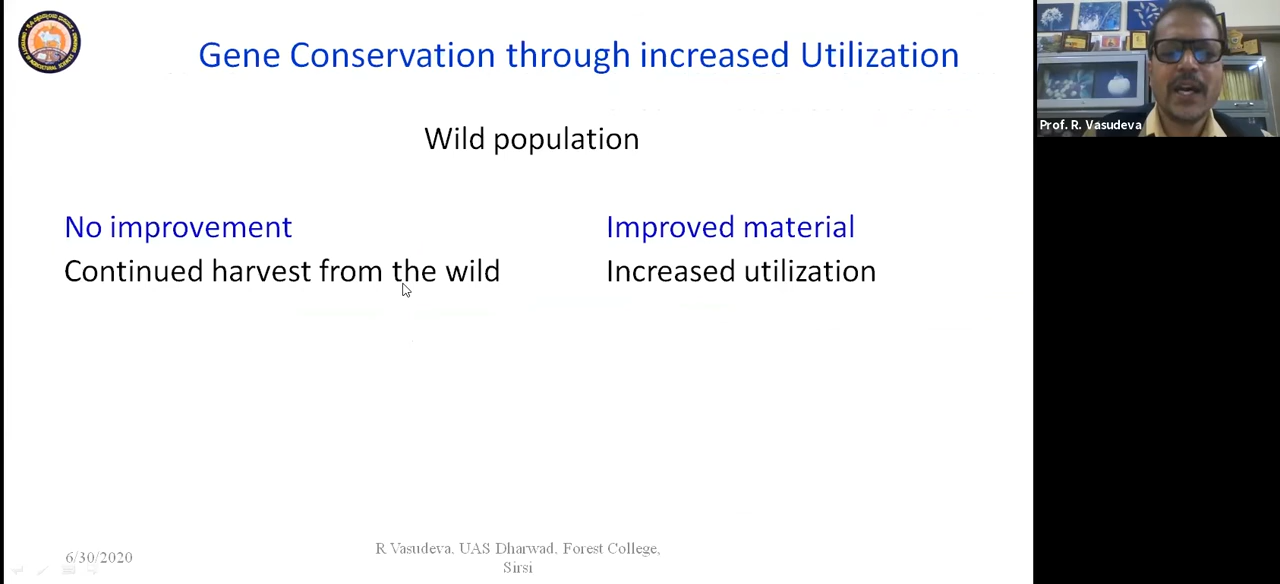 Gene Conservation through increased Utilization
Prof. R. Vasudeva
Wild population
No improvement
Improved material
Continued harvest from the wild
Increased utilization
6/30/2020
R Vasudeva, UAS Dharwad, Forest College,
Sirsi